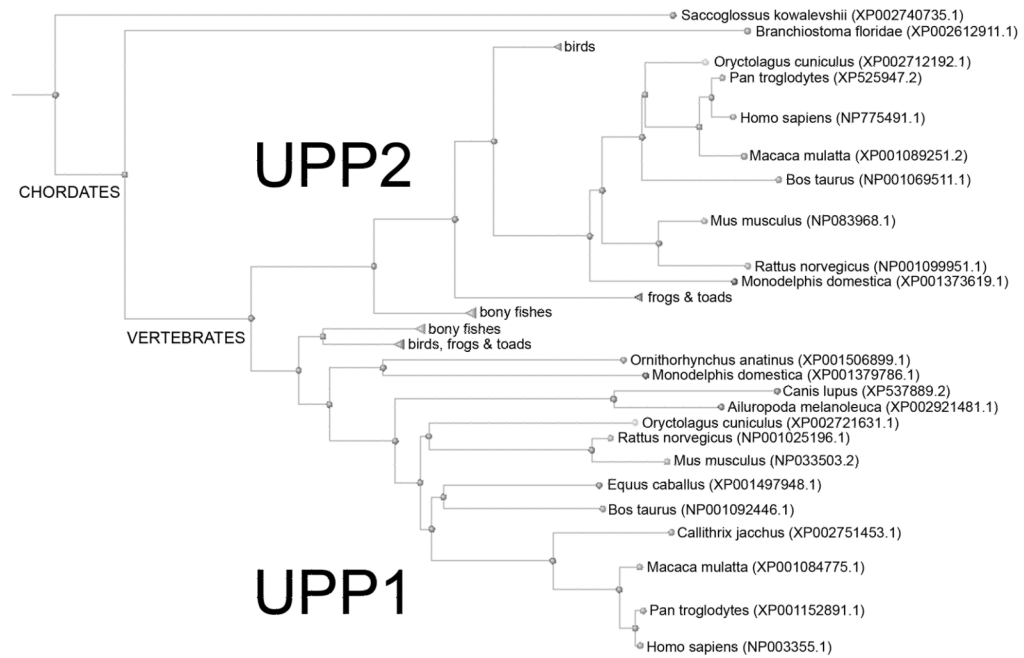 Saccoglossus kowalevshii (XP002740735.1)
Branchiostoma floridae (XP002612911.1)
birds
Oryctolagus cuniculus (XP002712192.1)
Pan troglodytes (XP525947.2)
Homo sapiens (NP775491.1)
UPP2
Macaca mulatta (XP001089251.2)
Bos taurus (NP001069511.1)
CHORDATES
Mus musculus (NP083968.1)
Rattus norvegicus (NP001099951.1)
Monodelphis domestica (XP001373619.1)
frogs & toads
bony fishes
bony fishes
VERTEBRATES
birds, frogs & toads
Ornithorhynchus anatinus (XP001506899.1)
Monodelphis domestica (XP001379786.1)
Canis lupus (XP537889.2)
Ailuropoda melanoleuca (XP002921481.1)
Oryctolagus cuniculus (XP002721631.1)
Rattus norvegicus (NP001025196.1)
Mus musculus (NP033503.2)
Equus caballus (XP001497948.1)
Bos taurus (NP001092446.1)
Callithrix jacchus (XP002751453.1)
Macaca mulatta (XP001084775.1)
UPP1
Pan troglodytes (XP001152891.1)
Homo sapiens (NP003355.1)